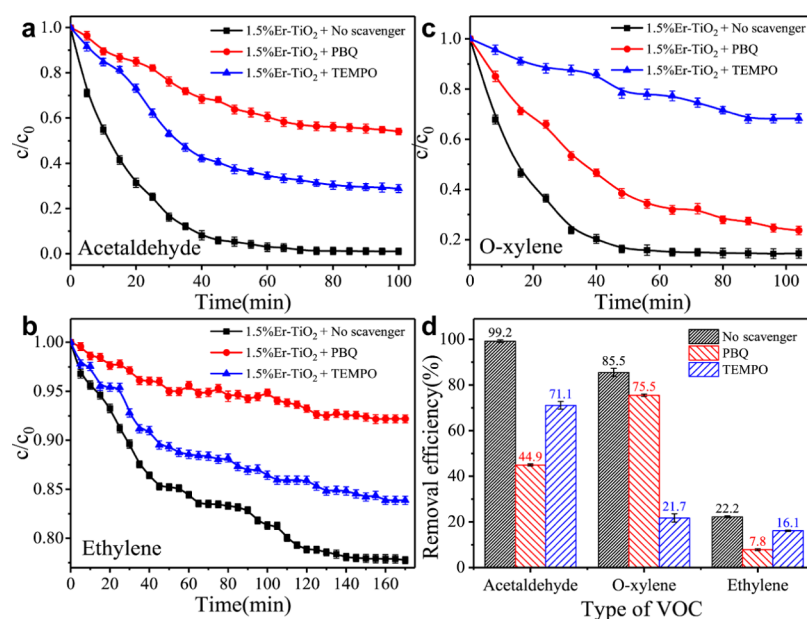 a
1.5%Er-TiO2 + No scavenger
1.5%Er-TiO2 + PBQ
1.5%Er-TiO2 + TEMPO
1.0
0.8
0.6
0.4
0.2
0.0
c/c0
Acetaldehyde
0 20 40 60 80 100
Time(min)
c
1.5%Er-TiO2 + No scavenger
1.5%Er-TiO2 + PBQ
1.5%Er-TiO2 + TEMPO
1.0
0.8
0.6
0.4
0.2
c/c0
O-xylene
0 20 40 60 80 100
Time(min)
b
1.5%Er-TiO2 + No scavenger
1.5%Er-TiO2 + PBQ
1.5%Er-TiO2 + TEMPO
1.00
0.95
0.90
0.85
0.80
c/c0
Ethylene
0 20 40 60 80 100 120 140 160
Time(min)
d
No scavenger
PBQ
TEMPO
100
80
60
40
20
0
Removal efficiency(%)
99.2
44.9
71.1
85.5
75.5
21.7
22.2
7.8
16.1
Acetaldehyde O-xylene Ethylene
Type of VOC